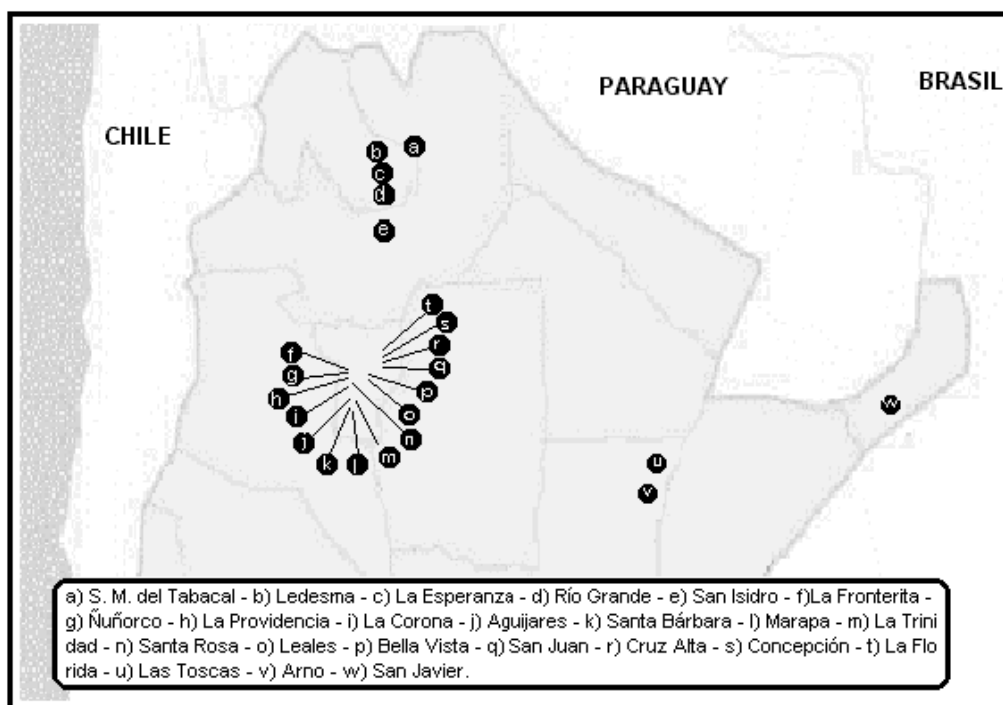 PARAGUAY
BRASIL
CHILE
b
a
c
d
e
t
s
f
r
g
q
h
p
w
i
o
j
n
k
l
m
u
v
a) S. M. del Tabacal - b) Ledesma - c) La Esperanza - d) Río Grande - e) San Isidro - f)La Fronterita -
g) Ñuñorco - h) La Providencia - i) La Corona - j) Aguijares - k) Santa Bárbara - l) Marapa - m) La Trini
dad - n) Santa Rosa - o) Leales - p) Bella Vista - q)San Juan - r) Cruz Alta - s) Concepción - t) La Flo
rida - u) Las Toscas - v) Arno - w) San Javier.